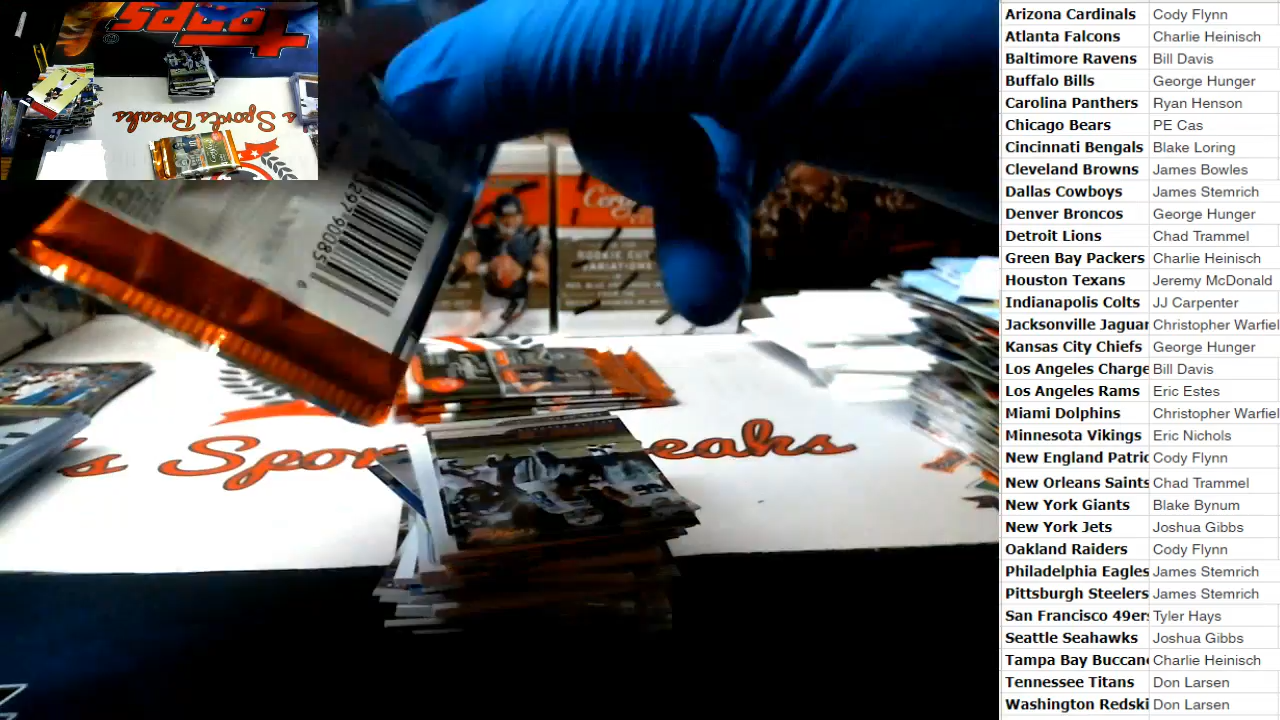 Topps
s Sports Breaks
297 90085
ROOKIE CUT
VARIATIONS
s Spor eaks
Arizona Cardinals Cody Flynn
Atlanta Falcons Charlie Heinisch
Baltimore Ravens Bill Davis
Buffalo Bills George Hunger
Carolina Panthers Ryan Henson
Chicago Bears PE Cas
Cincinnati Bengals Blake Loring
Cleveland Browns James Bowles
Dallas Cowboys James Stemrich
Denver Broncos George Hunger
Detroit Lions Chad Trammel
Green Bay Packers Charlie Heinisch
Houston Texans Jeremy McDonald
Indianapolis Colts JJ Carpenter
Jacksonville Jaguar Christopher Warfiel
Kansas City Chiefs George Hunger
Los Angeles Charge Bill Davis
Los Angeles Rams Eric Estes
Miami Dolphins Christopher Warfiel
Minnesota Vikings Eric Nichols
New England Patric Cody Flynn
New Orleans Saints Chad Trammel
New York Giants Blake Bynum
New York Jets Joshua Gibbs
Oakland Raiders Cody Flynn
Philadelphia Eagles James Stemrich
Pittsburgh Steelers James Stemrich
San Francisco 49ers Tyler Hays
Seattle Seahawks Joshua Gibbs
Tampa Bay Buccane Charlie Heinisch
Tennessee Titans Don Larsen
Washington Redski Don Larsen